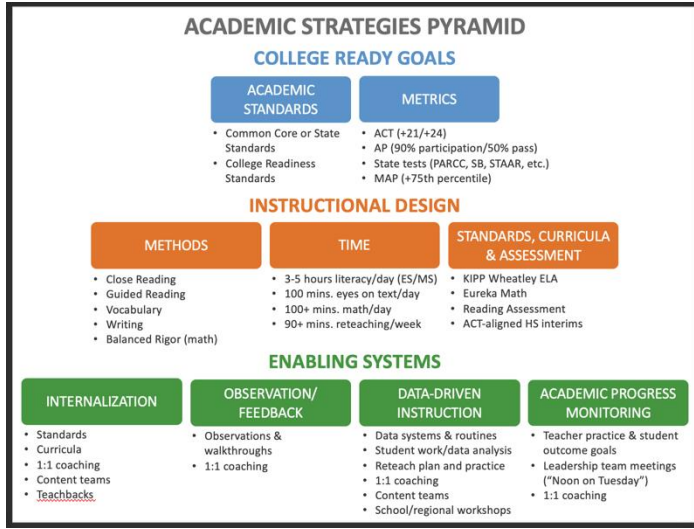 ACADEMIC STRATEGIES PYRAMID
COLLEGE READY GOALS
ACADEMIC
STANDARDS
• Common Core or State
Standards
• College Readiness
Standards
METRICS
• ACT (+21/+24)
• AP (90% participation/50% pass)
• State tests (PARCC, SB, STAAR, etc.)
• MAP (+75th percentile)
INSTRUCTIONAL DESIGN
METHODS
• Close Reading
• Guided Reading
• Vocabulary
• Writing
• Balanced Rigor (math)
TIME
• 3-5 hours literacy/day (ES/MS)
• 100 mins. eyes on text/day
• 100+ mins. math/day
• 90+ mins. reteaching/week
STANDARDS, CURRICULA
& ASSESSMENT
• KIPP Wheatley ELA
• Eureka Math
• Reading Assessment
• ACT-aligned HS interims
ENABLING SYSTEMS
INTERNALIZATION
• Standards
• Curricula
• 1:1 coaching
• Content teams
• Teachbacks
OBSERVATION/
FEEDBACK
• Observations &
walkthroughs
• 1:1 coaching
DATA-DRIVEN
INSTRUCTION
• Data systems & routines
• Student work/data analysis
• Reteach plan and practice
• 1:1 coaching
• Content teams
• School/regional workshops
ACADEMIC PROGRESS
MONITORING
• Teacher practice & student
outcome goals
• Leadership team meetings
("Noon on Tuesday")
• 1:1 coaching